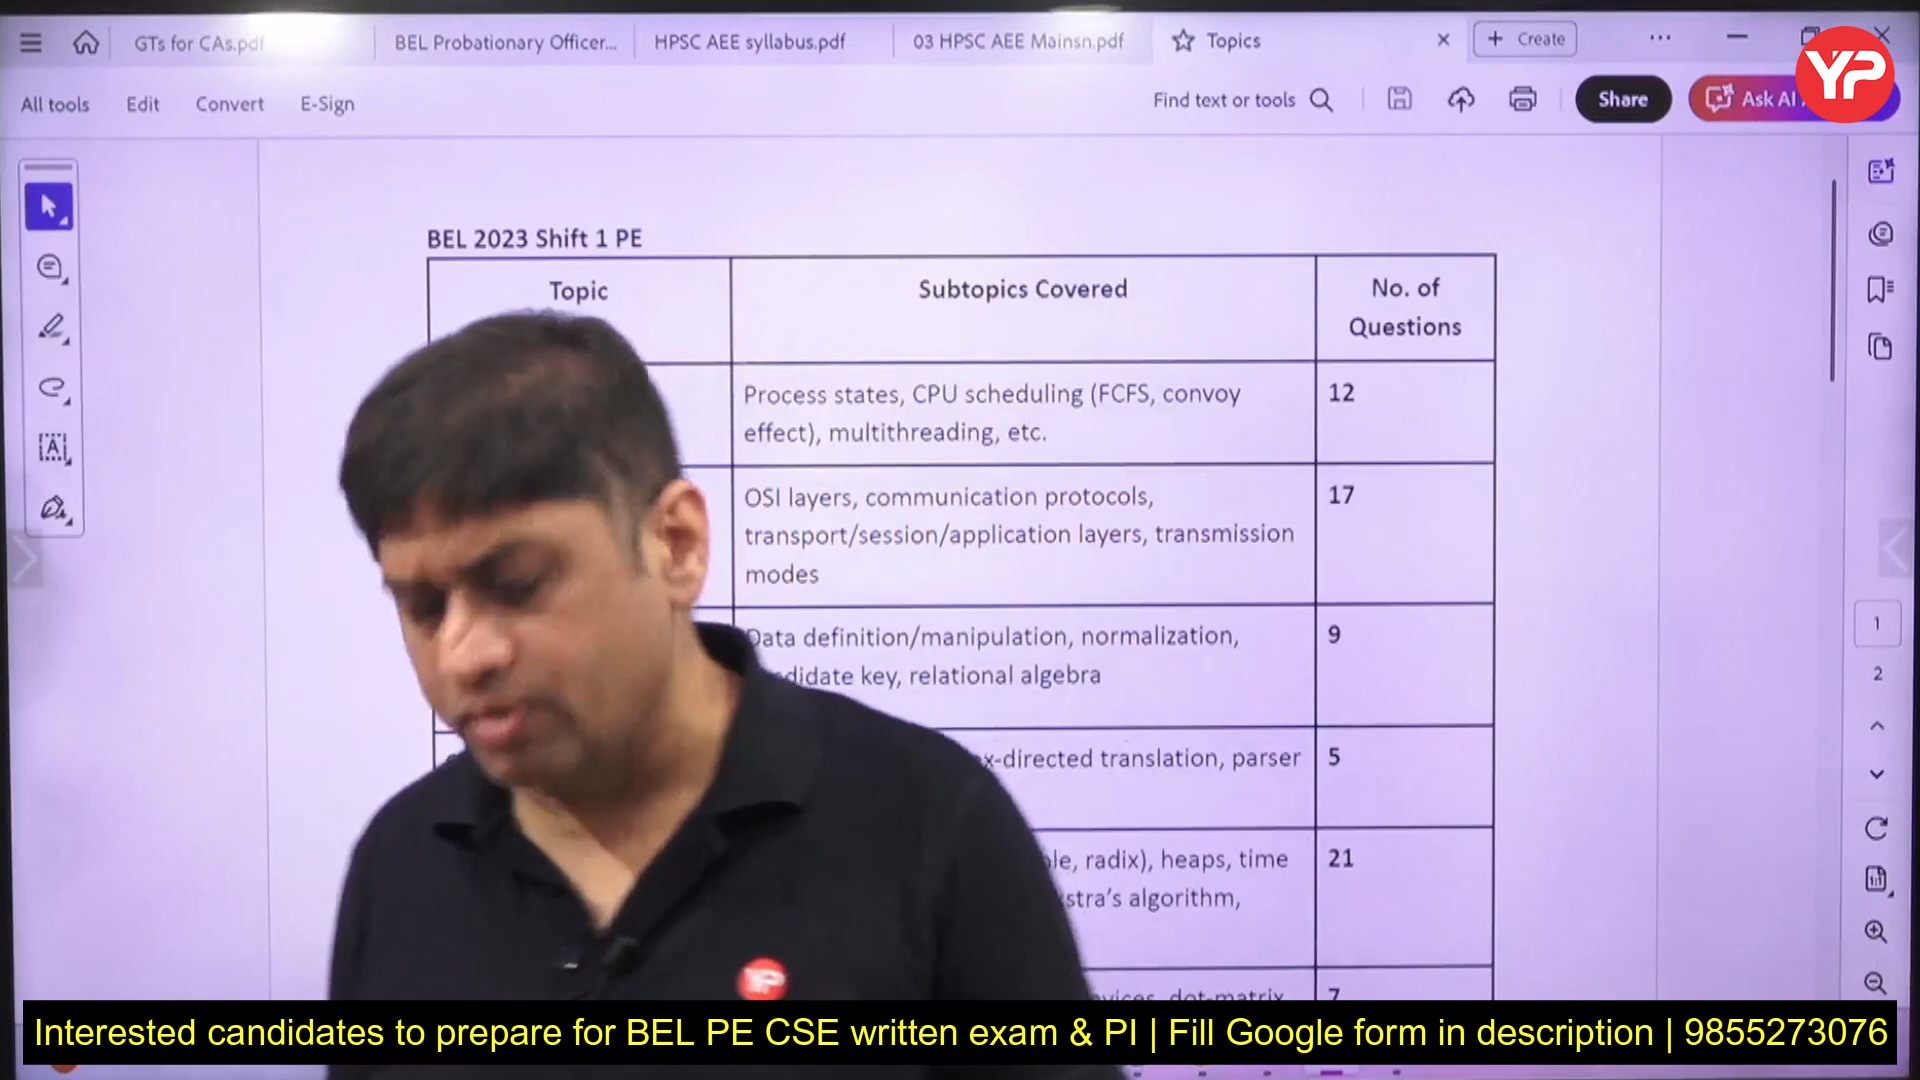 GTs for CAs.pdf
BEL Probationary Officer...
HPSC AEE syllabus.pdf
03 HPSC AEE Mainsn.pdf
Topics
Create
YP
All tools
Edit
Convert
E-Sign
Find text or tools
Share
Ask AI
BEL 2023 Shift 1 PE
Topic
Subtopics Covered
No. of
Questions
Process states, CPU scheduling (FCFS, convoy
effect), multithreading, etc.
12
OSI layers, communication protocols,
transport/session/application layers, transmission
modes
17
Data definition/manipulation, normalization,
key, relational algebra
9
x-directed translation, parser
5
radix), heaps, time
algorithm,
21
dot-matrix
7
1
2
YP
Interested candidates to prepare for BEL PE CSE written exam & PI | Fill Google form in description | 9855273076